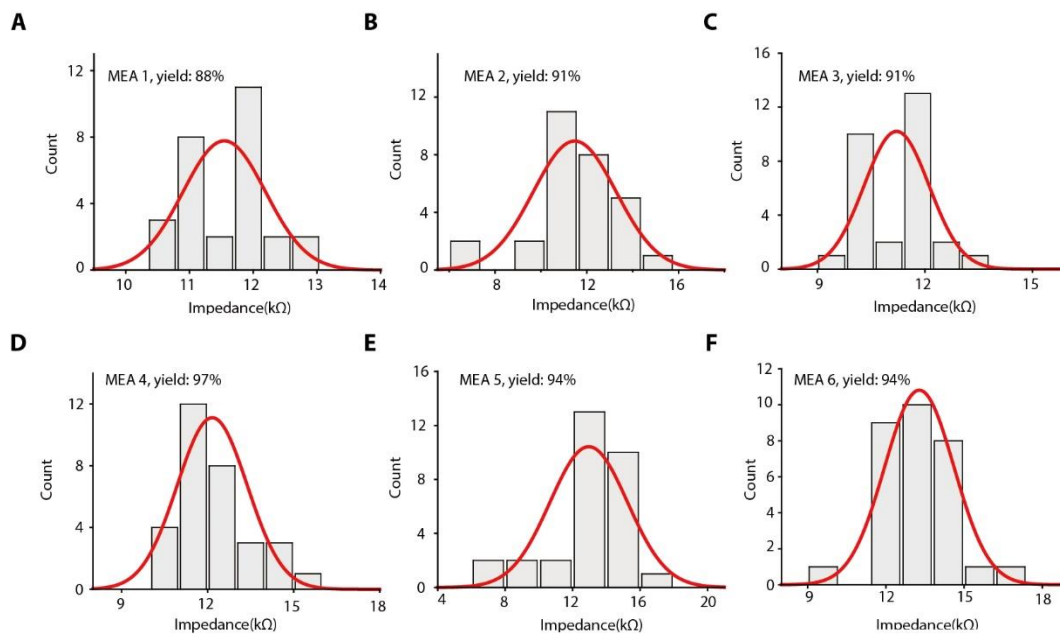 A
MEA 1, yield: 88%
Count
12
8
4
0
10 11 12 13 14
Impedance(kΩ)
B
MEA 2, yield: 91%
Count
12
8
4
0
8 12 16
Impedance(kΩ)
C
MEA 3, yield: 91%
Count
16
12
8
4
0
9 12 15
Impedance(kΩ)
D
MEA 4, yield: 97%
Count
12
8
4
0
9 12 15 18
Impedance(kΩ)
E
MEA 5, yield: 94%
Count
16
12
8
4
0
4 8 12 16 20
Impedance(kΩ)
F
MEA 6, yield: 94%
Count
12
10
8
6
4
2
0
9 12 15 18
Impedance(kΩ)